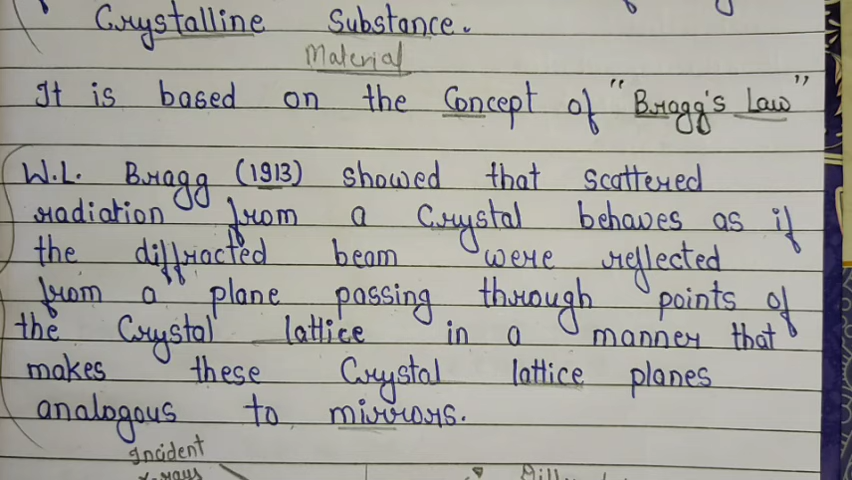 Crystalline Substance.
Material
It is based on the Concept of "Bragg's Law"
W.L. Bragg (1913) showed that scattered
radiation from a Crystal behaves as if
the diffracted beam were reflected
from a plane passing through points of
the Crystal lattice in a manner that
makes these Crystal lattice planes
analogous to mirrors.
Incident
x-rays